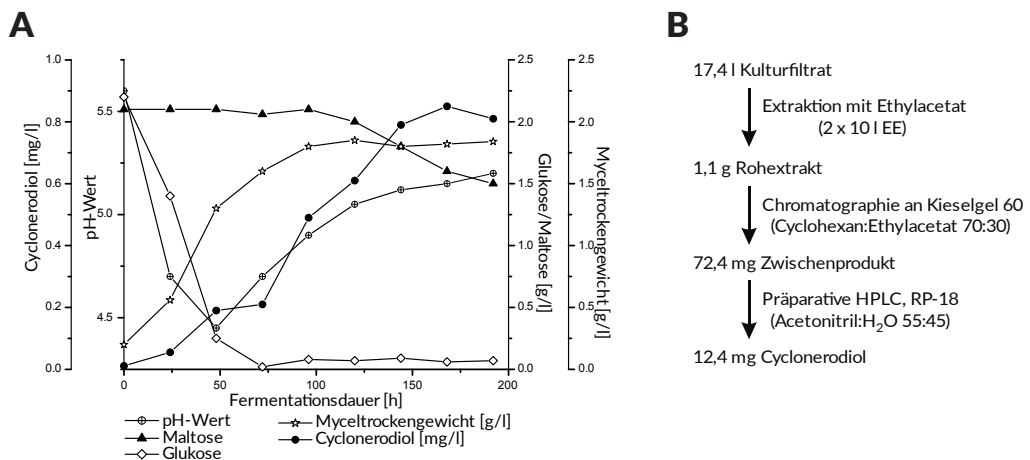 A
B
1.0
0.8
0.6
0.4
0.2
0.0
Cyclonerodiol [mg/l]
5.5
5.0
4.5
pH-Wert
2.5
2.0
1.5
1.0
0.5
0.0
Glukose/Maltose [g/l]
2.5
2.0
1.5
1.0
0.5
0.0
Myceltrockengewicht [g/l]
0
50
100
150
200
Fermentationsdauer [h]
pH-Wert
Maltose
Glukose
Myceltrockengewicht [g/l]
Cyclonerodiol [mg/l]
17,4 l Kulturfiltrat
Extraktion mit Ethylacetat
(2 x 10 l EE)
1,1 g Rohextrakt
Chromatographie an Kieselgel 60
(Cyclohexan:Ethylacetat 70:30)
72,4 mg Zwischenprodukt
Präparative HPLC, RP-18
(Acetonitril:H₂O 55:45)
12,4 mg Cyclonerodiol